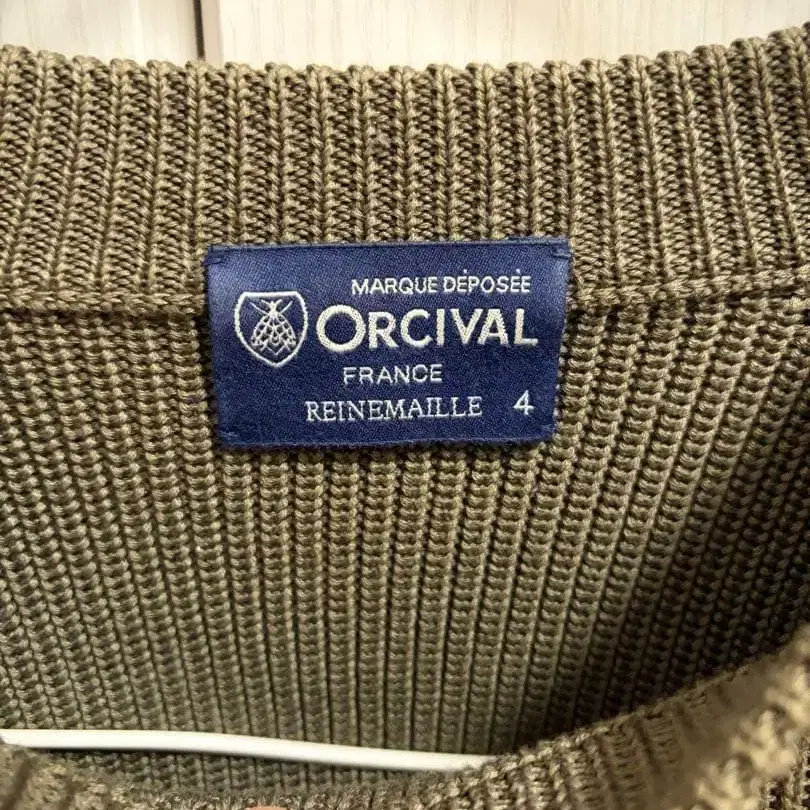 MARQUE DÉPOSÉE
ORCIVAL
FRANCE
REINEMAILLE 4